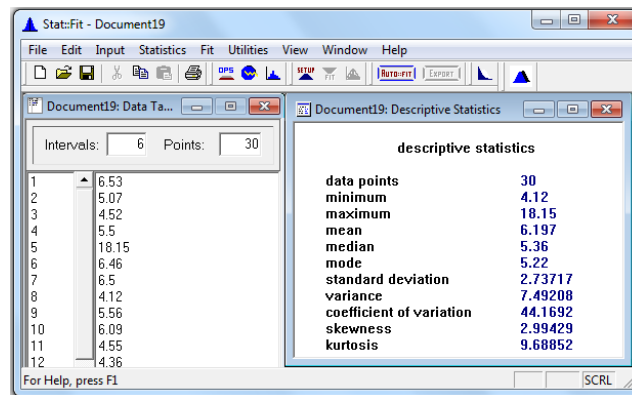 Stat::Fit - Document19
File Edit Input Statistics Fit Utilities View Window Help
OPS SETUP FIT AUTO::FIT EXPORT
Document19: Data Ta...
Intervals: 6 Points: 30
1 6.53
2 5.07
3 4.52
4 5.5
5 18.15
6 6.46
7 6.5
8 4.12
9 5.56
10 6.09
11 4.55
12 4.36
Document19: Descriptive Statistics
descriptive statistics
data points 30
minimum 4.12
maximum 18.15
mean 6.197
median 5.36
mode 5.22
standard deviation 2.73717
variance 7.49208
coefficient of variation 44.1692
skewness 2.99429
kurtosis 9.68852
For Help, press F1
SCRL